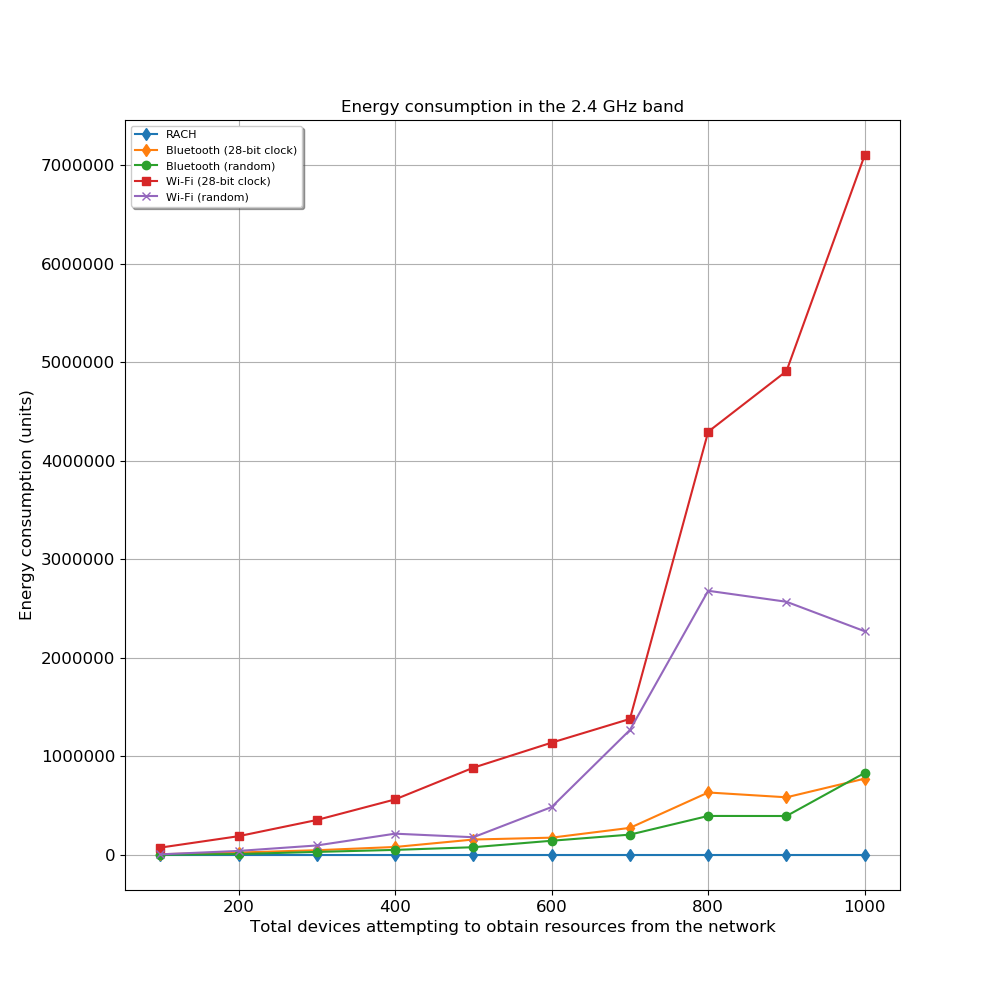 Energy consumption in the 2.4 GHz band
RACH
Bluetooth (28-bit clock)
Bluetooth (random)
Wi-Fi (28-bit clock)
Wi-Fi (random)
7000000
6000000
5000000
4000000
3000000
2000000
1000000
0
Energy consumption (units)
200 400 600 800 1000
Total devices attempting to obtain resources from the network